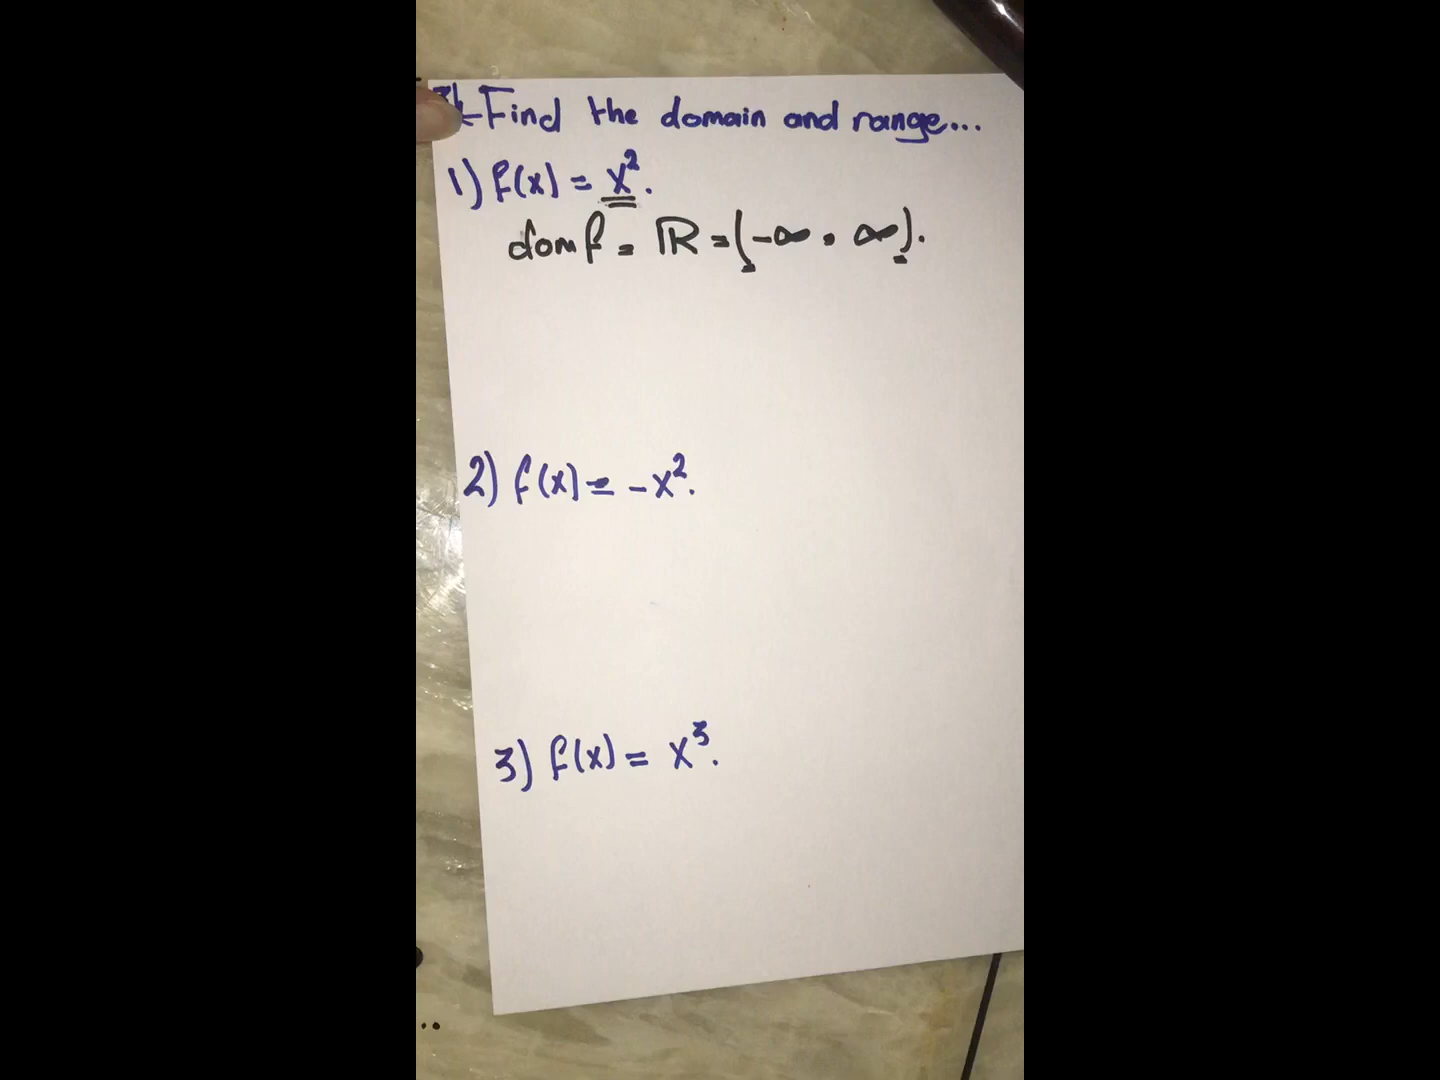 Find the domain and range...
1) f(x) = x².
dom f = ℝ = (-∞, ∞).
2) f(x) = -x².
3) f(x) = x³.